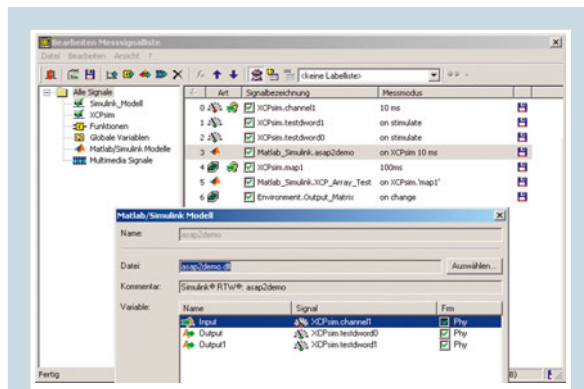 Bearbeiten Messsignalliste
Datei Bearbeiten Ansicht ?
(keine Labelliste)
Alle Signale
Simulink_Modell
XCPsim
Funktionen
Globale Variablen
Matlab/Simulink Modelle
Multimedia Signale
Art Signalbezeichnung Messmodus
0 XCPsim.channel1 10 ms
1 XCPsim.testdword1 on stimulate
2 XCPsim.testdword0 on stimulate
3 Matlab_Simulink.asap2demo on XCPsim 10 ms
4 XCPsim.map1 100ms
5 Matlab_Simulink.XCP_Array_Test on XCPsim.'map1'
6 Environment.Output_Matrix on change
Matlab/Simulink Modell
Name: asap2demo
Datei: asap2demo.dll Auswählen...
Kommentar: Simulink® RTW®: asap2demo
Variable: Name Signal Frm
Input XCPsim.channel1 Phy
Output XCPsim.testdword0 Phy
Output1 XCPsim.testdword1 Phy
Fertig